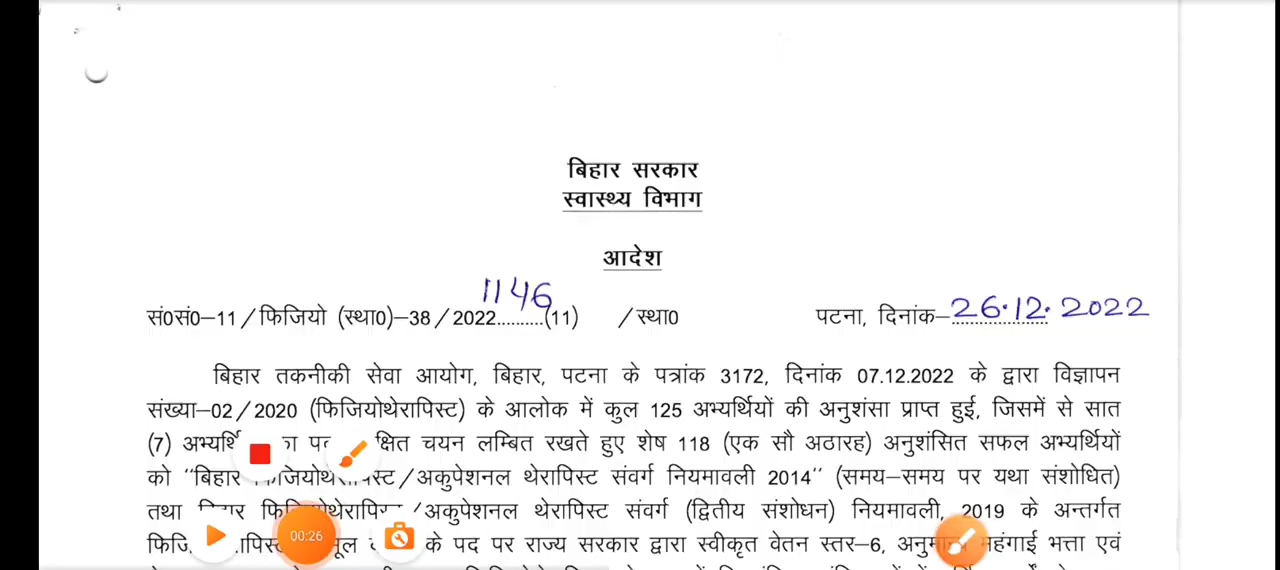 बिहार सरकार
स्वास्थ्य विभाग
आदेश
सं0सं0-11/फिजियो (स्था0)-38/2022..1146..(11) /स्था0 पटना, दिनांक-26.12.2022
बिहार तकनीकी सेवा आयोग, बिहार, पटना के पत्रांक 3172, दिनांक 07.12.2022 के द्वारा विज्ञापन
संख्या-02/2020 (फिजियोथेरापिस्ट) के आलोक में कुल 125 अभ्यर्थियों की अनुशंसा प्राप्त हुई, जिसमें से सात
(7) चयन लम्बित रखते हुए शेष 118 (एक सौ अठारह) अनुशंसित सफल अभ्यर्थियों
को "बिहार /अकुपेशनल थेरापिस्ट संवर्ग नियमावली 2014" (समय-समय पर यथा संशोधित)
तथा /अकुपेशनल थेरापिस्ट संवर्ग (द्वितीय संशोधन) नियमावली, 2019 के अन्तर्गत
के पद पर राज्य सरकार द्वारा स्वीकृत वेतन स्तर-6, महंगाई भत्ता एवं
00:26